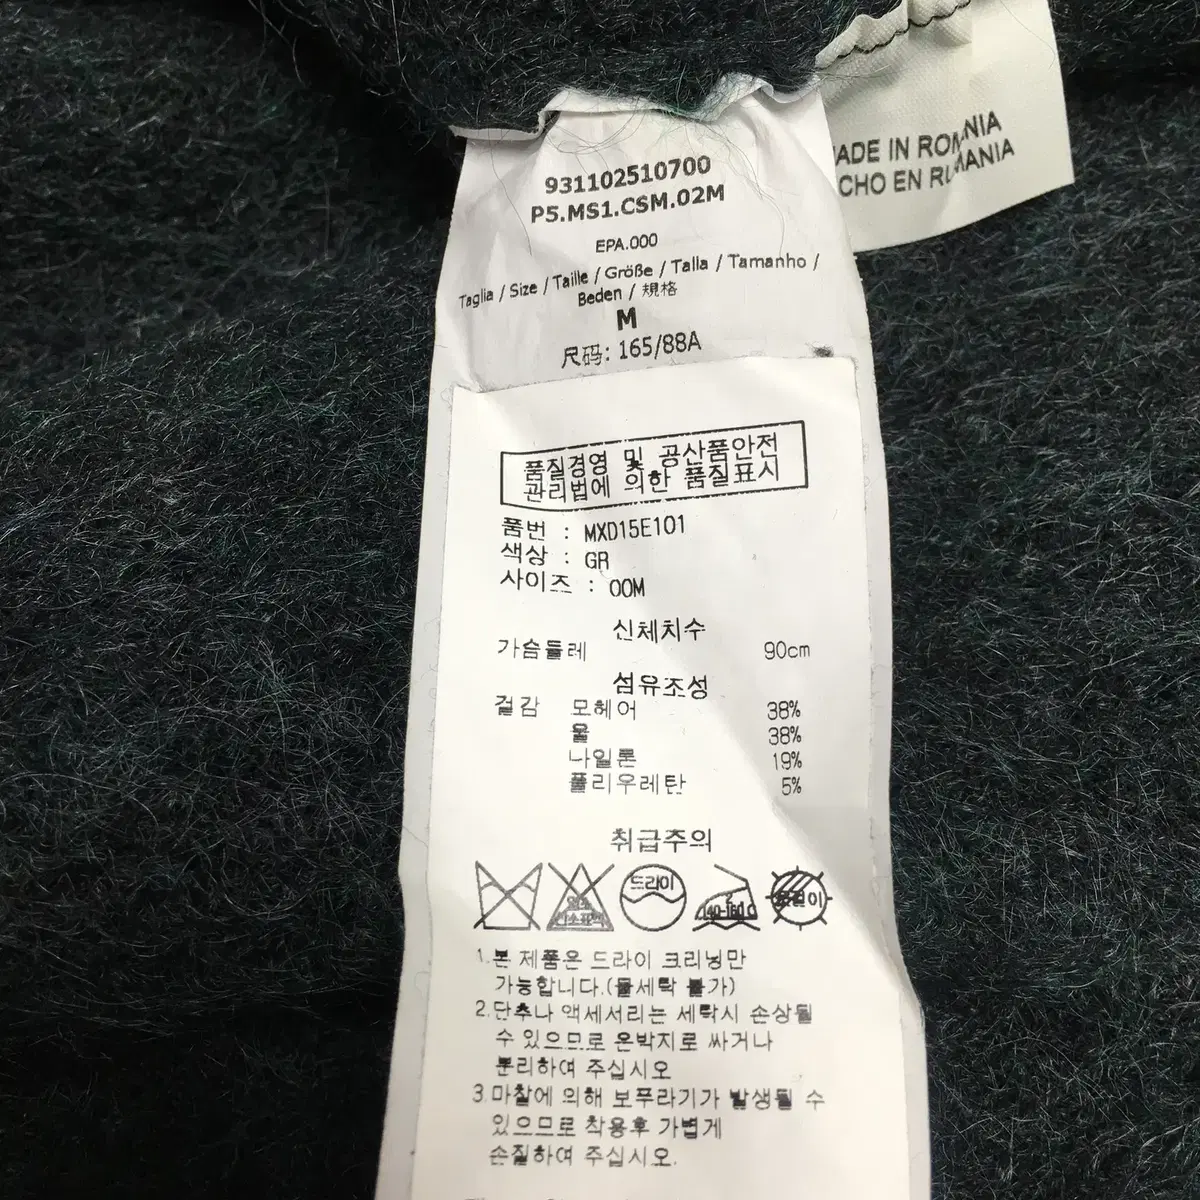 931102510700
P5.MS1.CSM.02M
EPA.000
Taglia / Size / Taille / Größe / Talla / Tamanho /
Beden / 規格
M
尺码: 165/88A
ADE IN ROMANIA
CHO EN RUMANIA
품질경영 및 공산품안전
관리법에 의한 품질표시
품번 : MXD15E101
색상 : GR
사이즈 : 00M
신체치수
가슴둘레 90cm
섬유조성
겉감 모헤어 38%
울 38%
나일론 19%
폴리우레탄 5%
취급주의
드라이
140-160℃
옷걸이
1.본 제품은 드라이 크리닝만
가능합니다.(물세탁 불가)
2.단추나 액세서리는 세탁시 손상될
수 있으므로 은박지로 싸거나
분리하여 주십시오
3.마찰에 의해 보푸라기가 발생될 수
있으므로 착용후 가볍게
손질하여 주십시오.